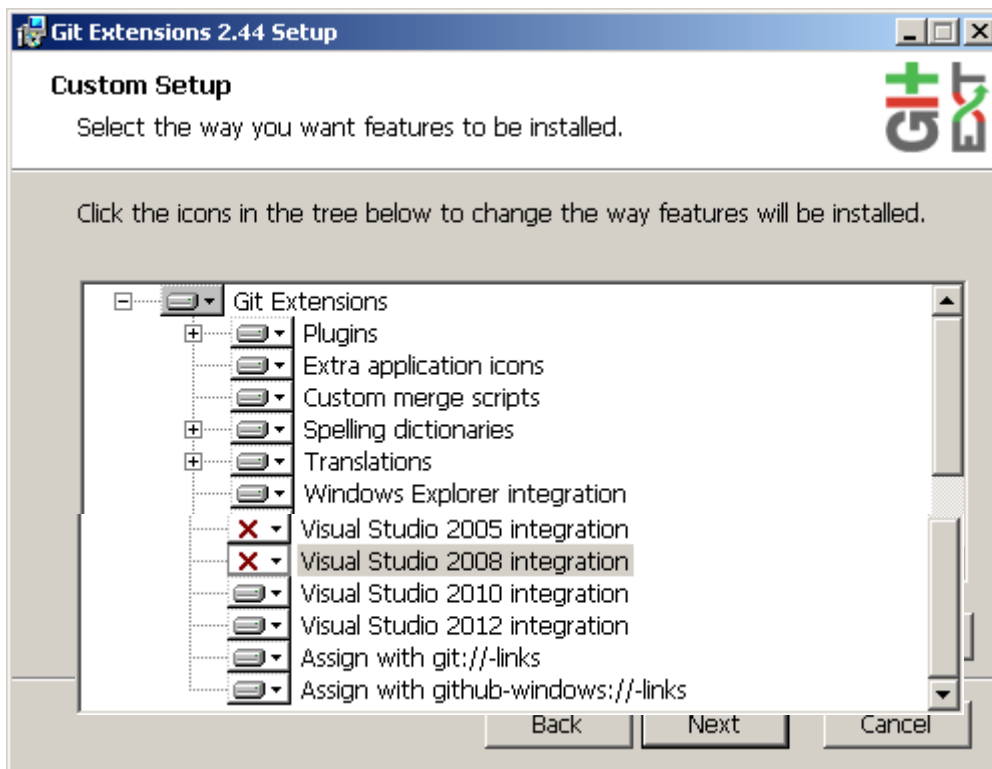 Git Extensions 2.44 Setup
Custom Setup
Select the way you want features to be installed.
Git
EXT
Click the icons in the tree below to change the way features will be installed.
Git Extensions
Plugins
Extra application icons
Custom merge scripts
Spelling dictionaries
Translations
Windows Explorer integration
Visual Studio 2005 integration
Visual Studio 2008 integration
Visual Studio 2010 integration
Visual Studio 2012 integration
Assign with git://-links
Assign with github-windows://-links
Back Next Cancel